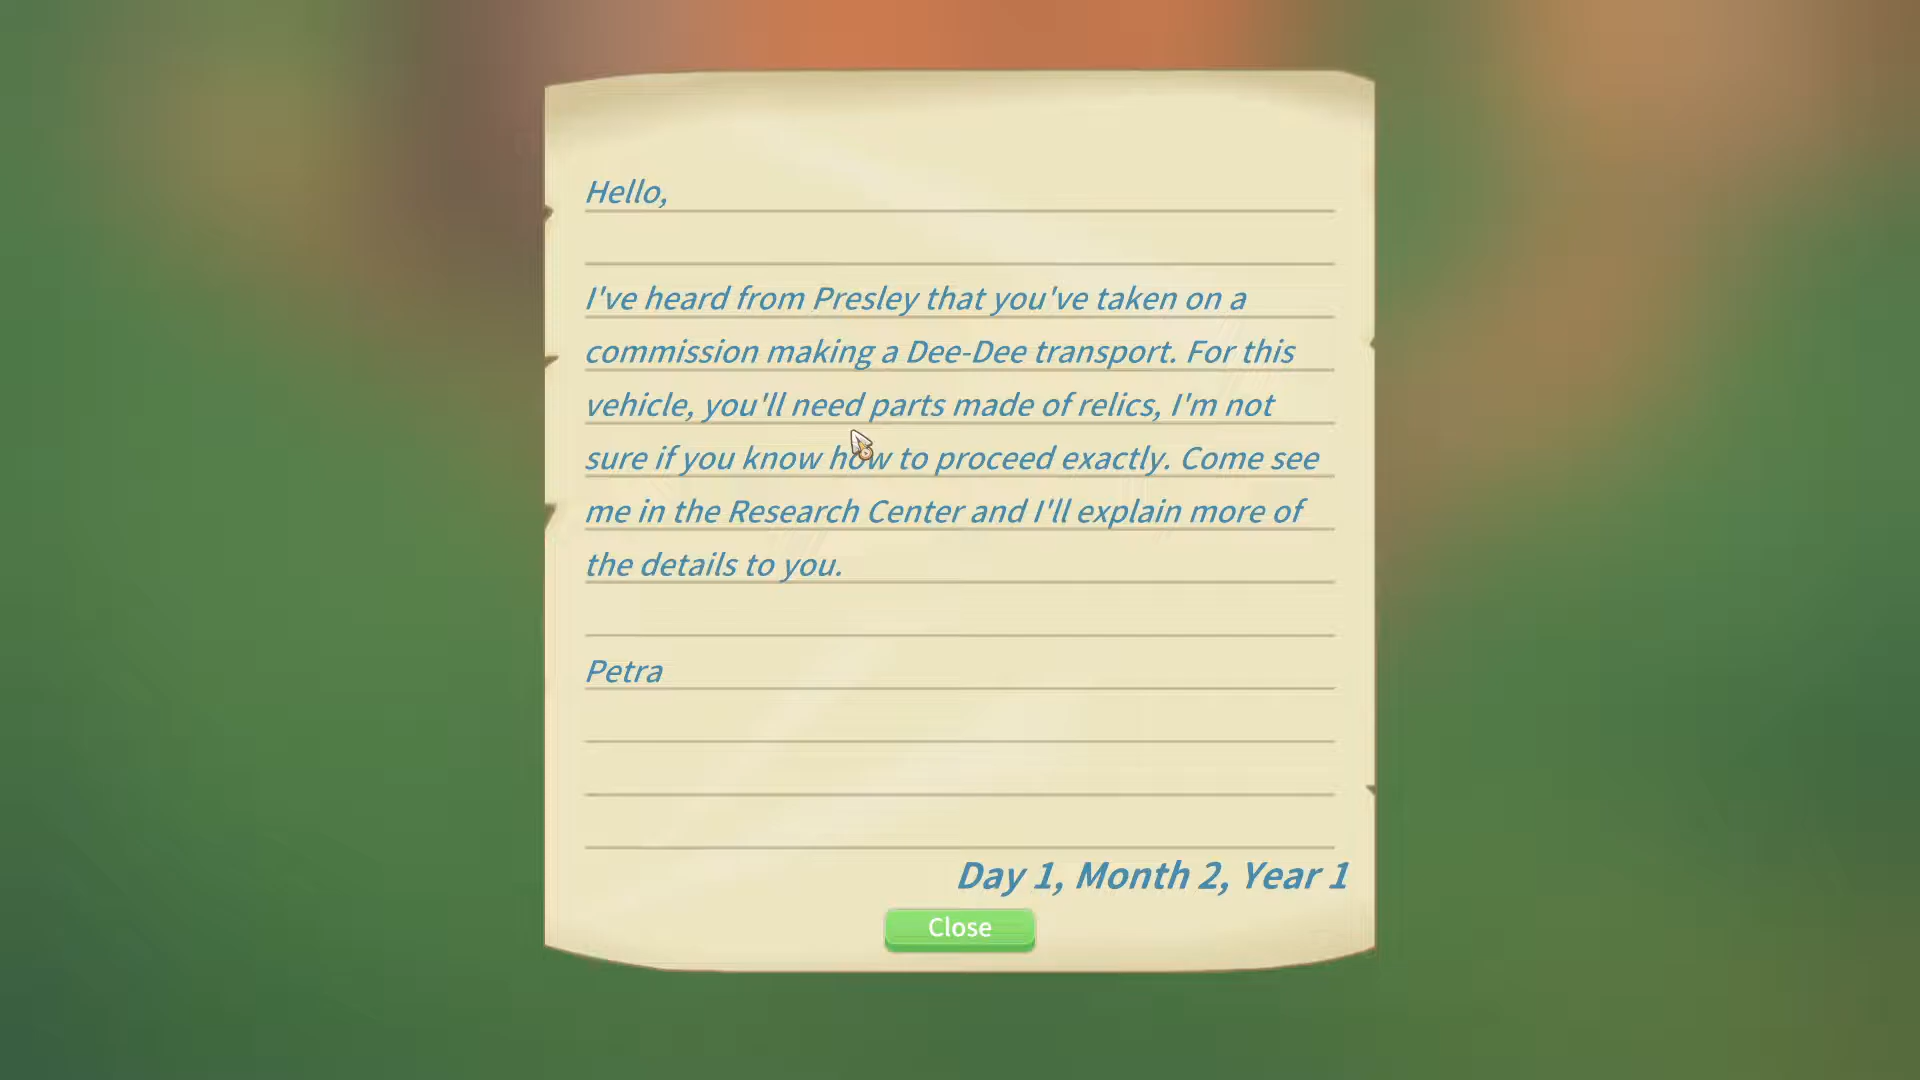 Hello,
I've heard from Presley that you've taken on a
commission making a Dee-Dee transport. For this
vehicle, you'll need parts made of relics, I'm not
sure if you know how to proceed exactly. Come see
me in the Research Center and I'll explain more of
the details to you.
Petra
Day 1, Month 2, Year 1
Close